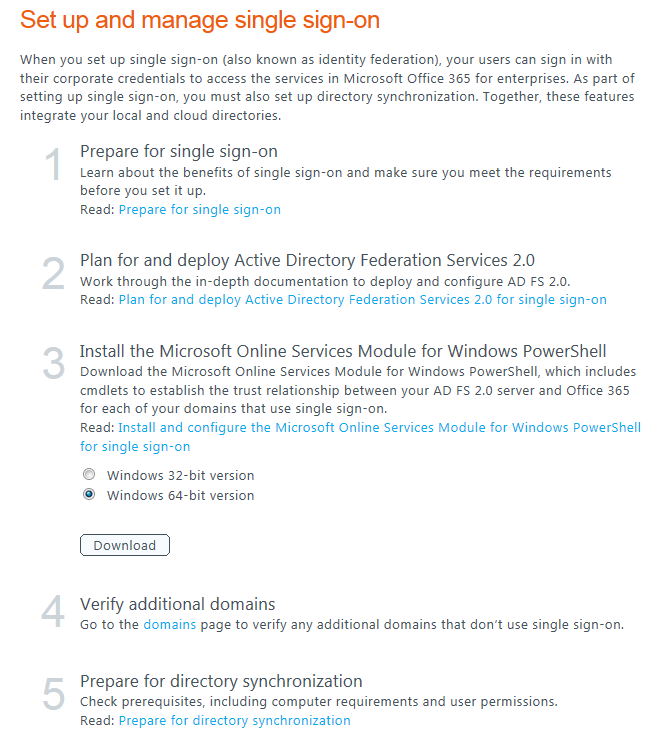 Set up and manage single sign-on
When you set up single sign-on (also known as identity federation), your users can sign in with
their corporate credentials to access the services in Microsoft Office 365 for enterprises. As part of
setting up single sign-on, you must also set up directory synchronization. Together, these features
integrate your local and cloud directories.
1 Prepare for single sign-on
Learn about the benefits of single sign-on and make sure you meet the requirements
before you set it up.
Read: Prepare for single sign-on
2 Plan for and deploy Active Directory Federation Services 2.0
Work through the in-depth documentation to deploy and configure AD FS 2.0.
Read: Plan for and deploy Active Directory Federation Services 2.0 for single sign-on
3 Install the Microsoft Online Services Module for Windows PowerShell
Download the Microsoft Online Services Module for Windows PowerShell, which includes
cmdlets to establish the trust relationship between your AD FS 2.0 server and Office 365
for each of your domains that use single sign-on.
Read: Install and configure the Microsoft Online Services Module for Windows PowerShell
for single sign-on
Windows 32-bit version
Windows 64-bit version
Download
4 Verify additional domains
Go to the domains page to verify any additional domains that don’t use single sign-on.
5 Prepare for directory synchronization
Check prerequisites, including computer requirements and user permissions.
Read: Prepare for directory synchronization